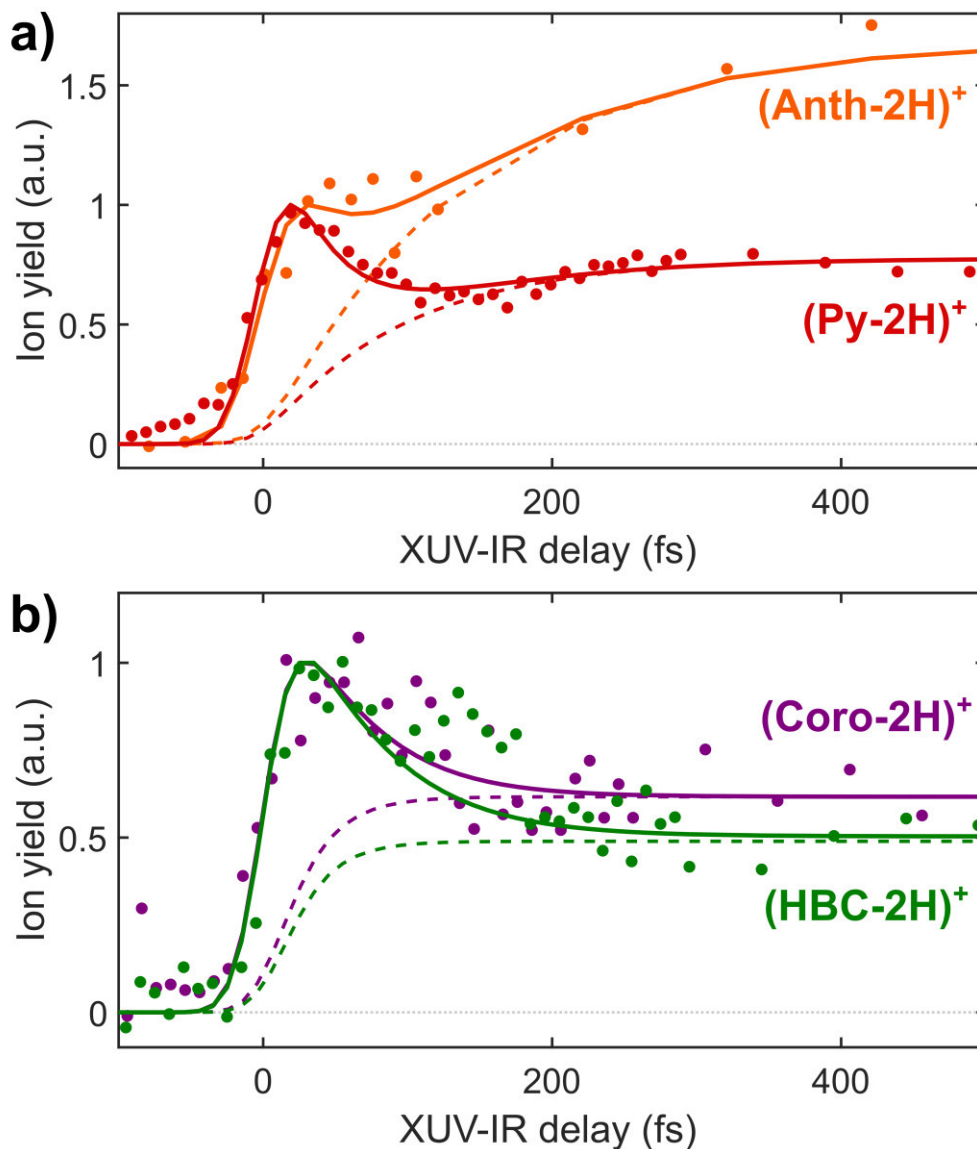 a)
Ion yield (a.u.)
1.5
1
0.5
0
(Anth-2H)⁺
(Py-2H)⁺
0 200 400
XUV-IR delay (fs)
b)
Ion yield (a.u.)
1
0.5
0
(Coro-2H)⁺
(HBC-2H)⁺
0 200 400
XUV-IR delay (fs)